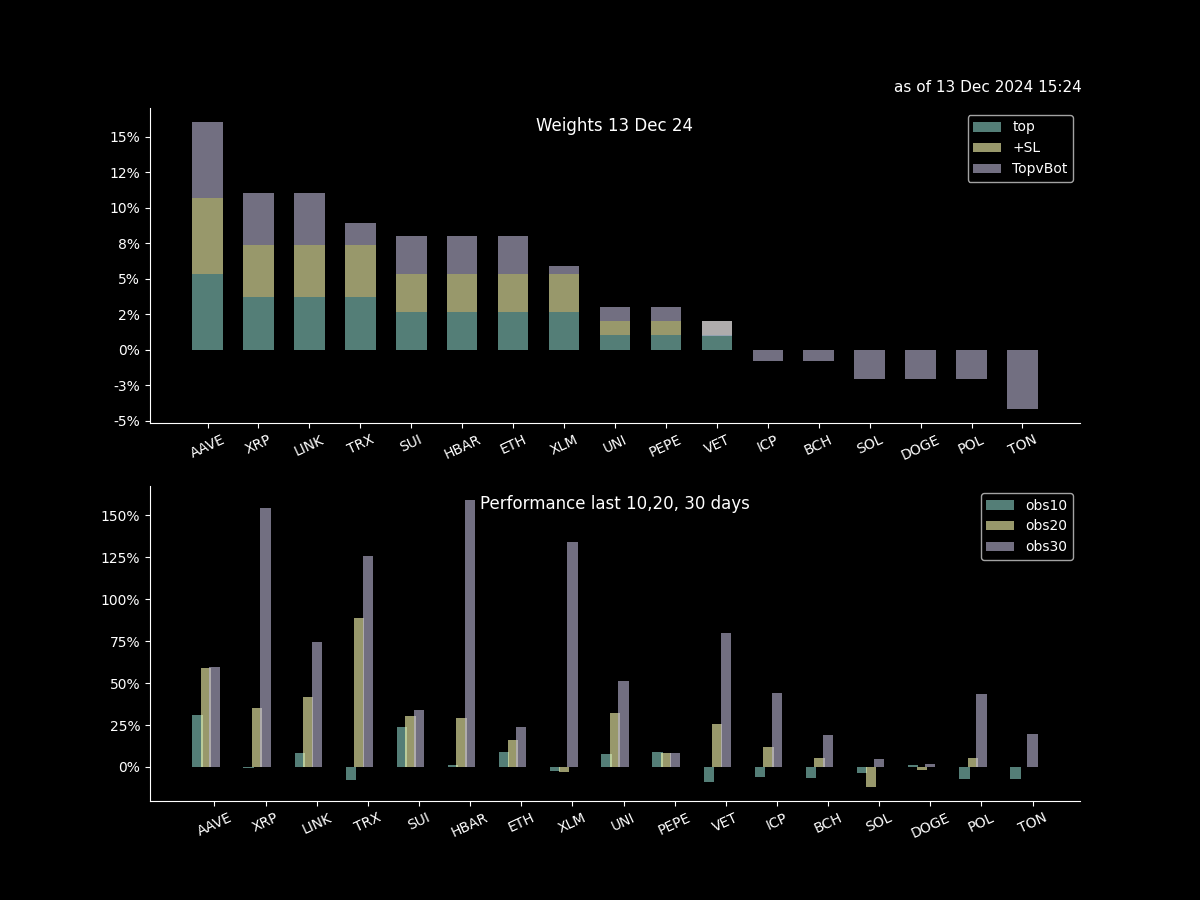 as of 13 Dec 2024 15:24
Weights 13 Dec 24
top
+SL
TopvBot
15%
12%
10%
8%
5%
2%
0%
-3%
-5%
AAVE XRP LINK TRX SUI HBAR ETH XLM UNI PEPE VET ICP BCH SOL DOGE POL TON
Performance last 10,20, 30 days
obs10
obs20
obs30
150%
125%
100%
75%
50%
25%
0%
AAVE XRP LINK TRX SUI HBAR ETH XLM UNI PEPE VET ICP BCH SOL DOGE POL TON